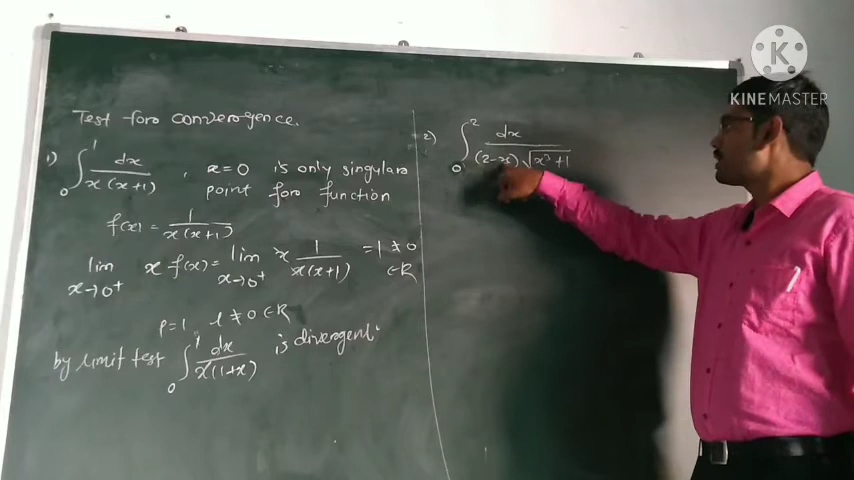 Test for convergence.
1) ∫₀¹ dx / x(x+1) , x=0 is only singular
point for function
f(x) = 1 / x(x+1)
lim x→0⁺ x f(x) = lim x→0⁺ x 1 / x(x+1) = 1 ≠ 0
∈ R
p=1, l ≠ 0 ∈ R
by limit test ∫₀¹ dx / x(1+x) is divergent.
2) ∫₀² dx / (2-x)√x³+1
KINEMASTER